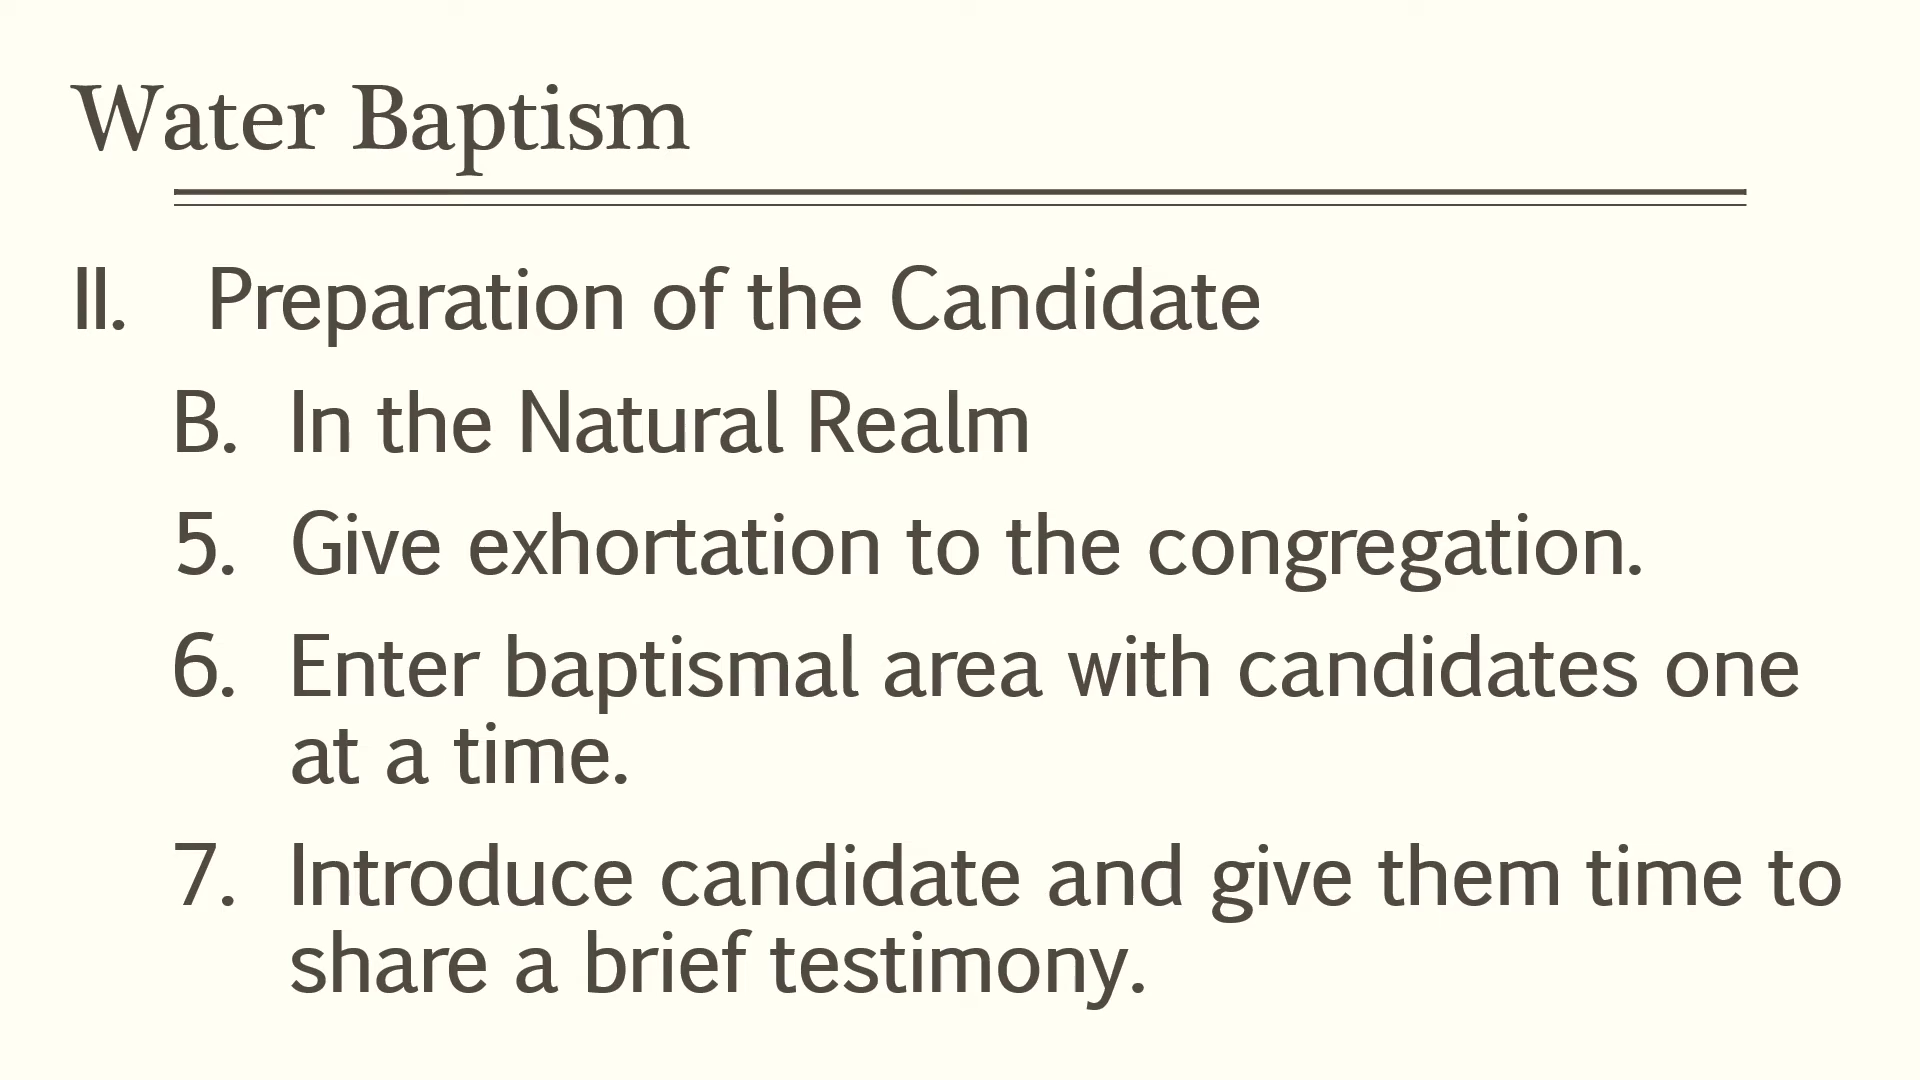 Water Baptism
II. Preparation of the Candidate
B. In the Natural Realm
5. Give exhortation to the congregation.
6. Enter baptismal area with candidates one
at a time.
7. Introduce candidate and give them time to
share a brief testimony.